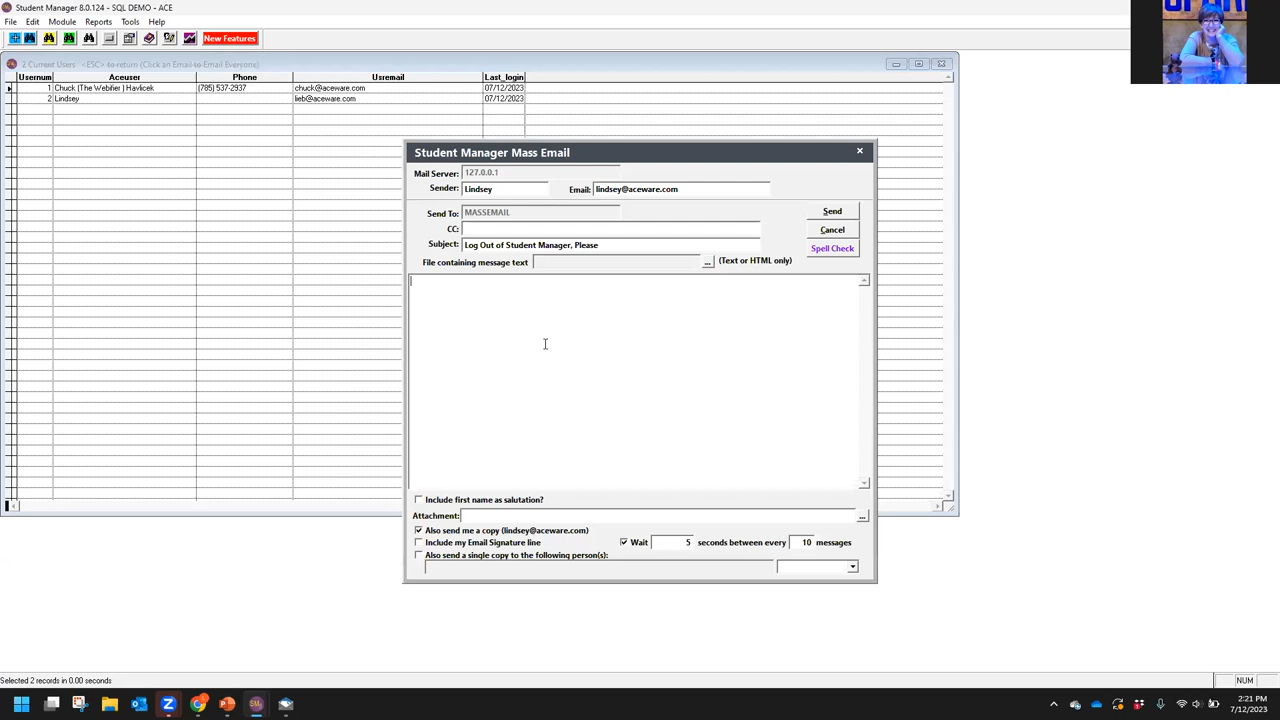 Student Manager 8.0.124 - SQL DEMO - ACE
File Edit Module Reports Tools Help
New Features
2 Current Users <ESC> to return (Click an Email to Email Everyone)
Usernum Aceuser Phone Usremail Last_login
1 Chuck (The Webifier ) Havlicek (785) 537-2937 chuck@aceware.com 07/12/2023
2 Lindsey lieb@aceware.com 07/12/2023
Student Manager Mass Email
Mail Server: 127.0.0.1
Sender: Lindsey Email: lindsey@aceware.com
Send To: MASSEMAIL Send
CC: Cancel
Subject: Log Out of Student Manager, Please Spell Check
File containing message text ... (Text or HTML only)
Include first name as salutation?
Attachment: ...
Also send me a copy (lindsey@aceware.com)
Include my Email Signature line Wait 5 seconds between every 10 messages
Also send a single copy to the following person(s):
Selected 2 records in 0.00 seconds NUM
2:21 PM
7/12/2023